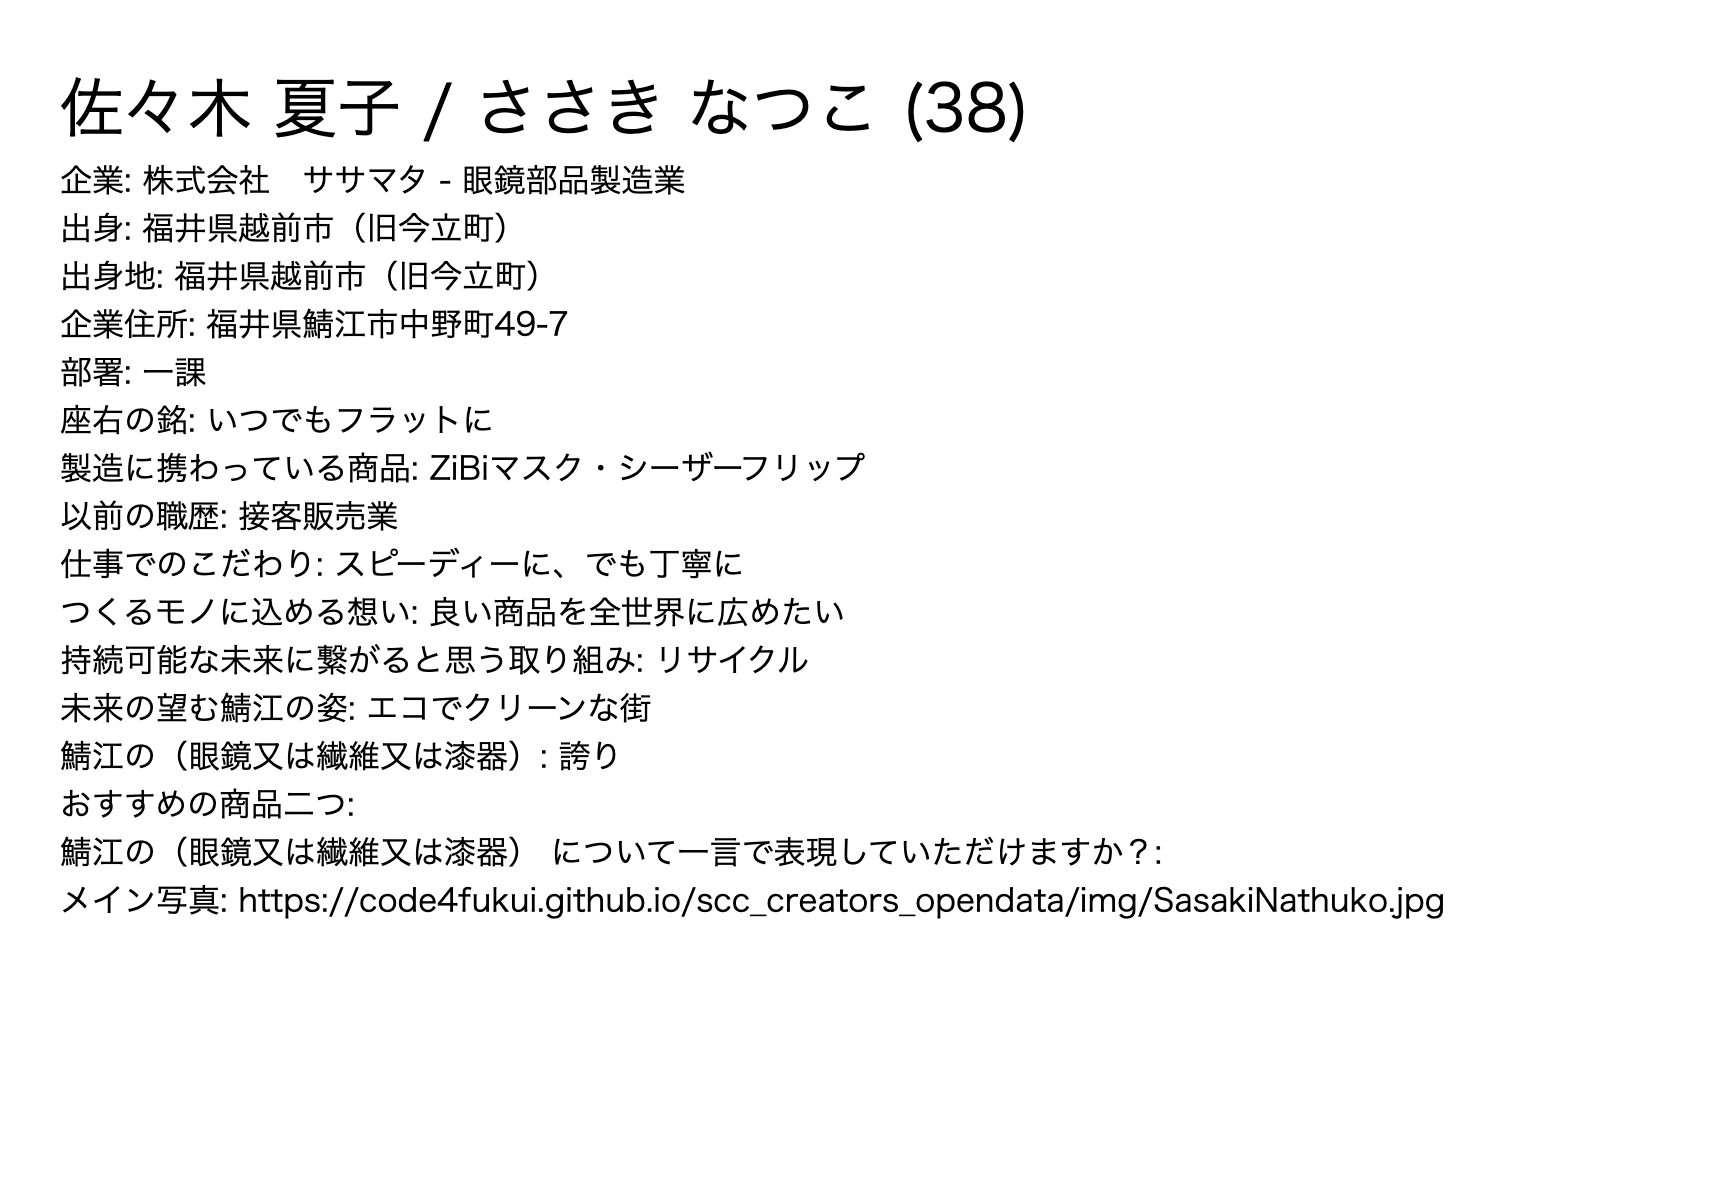 佐々木 夏子 / ささき なつこ (38)
企業: 株式会社　ササマタ - 眼鏡部品製造業
出身: 福井県越前市（旧今立町）
出身地: 福井県越前市（旧今立町）
企業住所: 福井県鯖江市中野町49-7
部署: 一課
座右の銘: いつでもフラットに
製造に携わっている商品: ZiBiマスク・シーザーフリップ
以前の職歴: 接客販売業
仕事でのこだわり: スピーディーに、でも丁寧に
つくるモノに込める想い: 良い商品を全世界に広めたい
持続可能な未来に繋がると思う取り組み: リサイクル
未来の望む鯖江の姿: エコでクリーンな街
鯖江の（眼鏡又は繊維又は漆器）: 誇り
おすすめの商品二つ:
鯖江の（眼鏡又は繊維又は漆器） について一言で表現していただけますか？:
メイン写真: https://code4fukui.github.io/scc_creators_opendata/img/SasakiNathuko.jpg